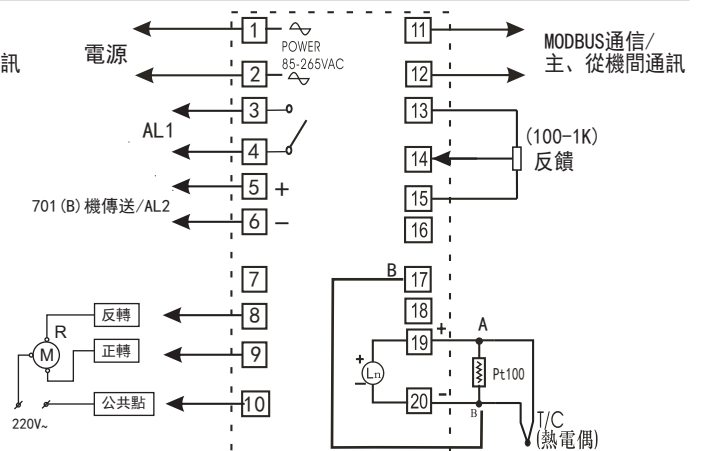 訊
電源
1
POWER
85-265VAC
2
3
AL1
4
5
+
701(B)機傳送/AL2
6
−
7
反轉
8
R
M
正轉
9
公共點
10
220V~
11
MODBUS通信/
主、從機間通訊
12
13
(100-1K)
反饋
14
15
16
B
17
18
+
A
19
+
Ln
−
Pt100
20
-
B
T/C
(熱電偶)